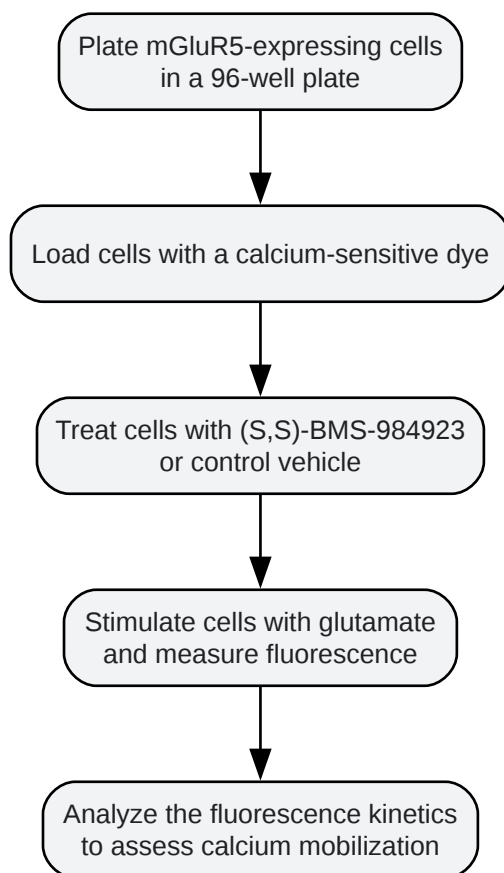 Plate mGluR5-expressing cells
in a 96-well plate
Load cells with a calcium-sensitive dye
Treat cells with (S,S)-BMS-984923
or control vehicle
Stimulate cells with glutamate
and measure fluorescence
Analyze the fluorescence kinetics
to assess calcium mobilization